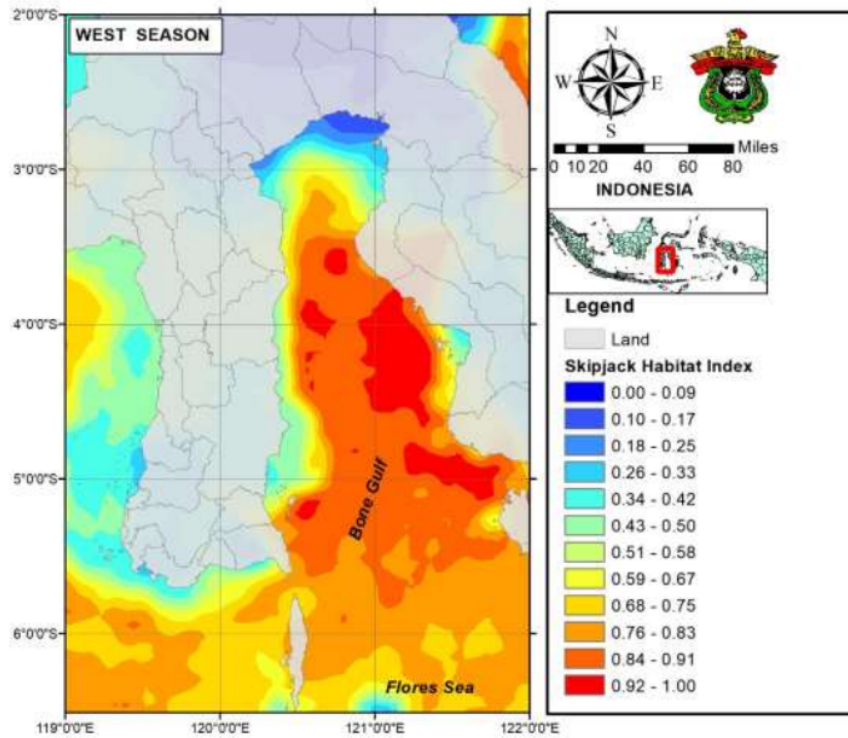 WEST SEASON
2°0'0"S
3°0'0"S
4°0'0"S
5°0'0"S
6°0'0"S
119°0'0"E
120°0'0"E
121°0'0"E
122°0'0"E
Bone Gulf
Flores Sea
N
W E
S
Miles
0 10 20 40 60 80
INDONESIA
Legend
Land
Skipjack Habitat Index
0.00 - 0.09
0.10 - 0.17
0.18 - 0.25
0.26 - 0.33
0.34 - 0.42
0.43 - 0.50
0.51 - 0.58
0.59 - 0.67
0.68 - 0.75
0.76 - 0.83
0.84 - 0.91
0.92 - 1.00